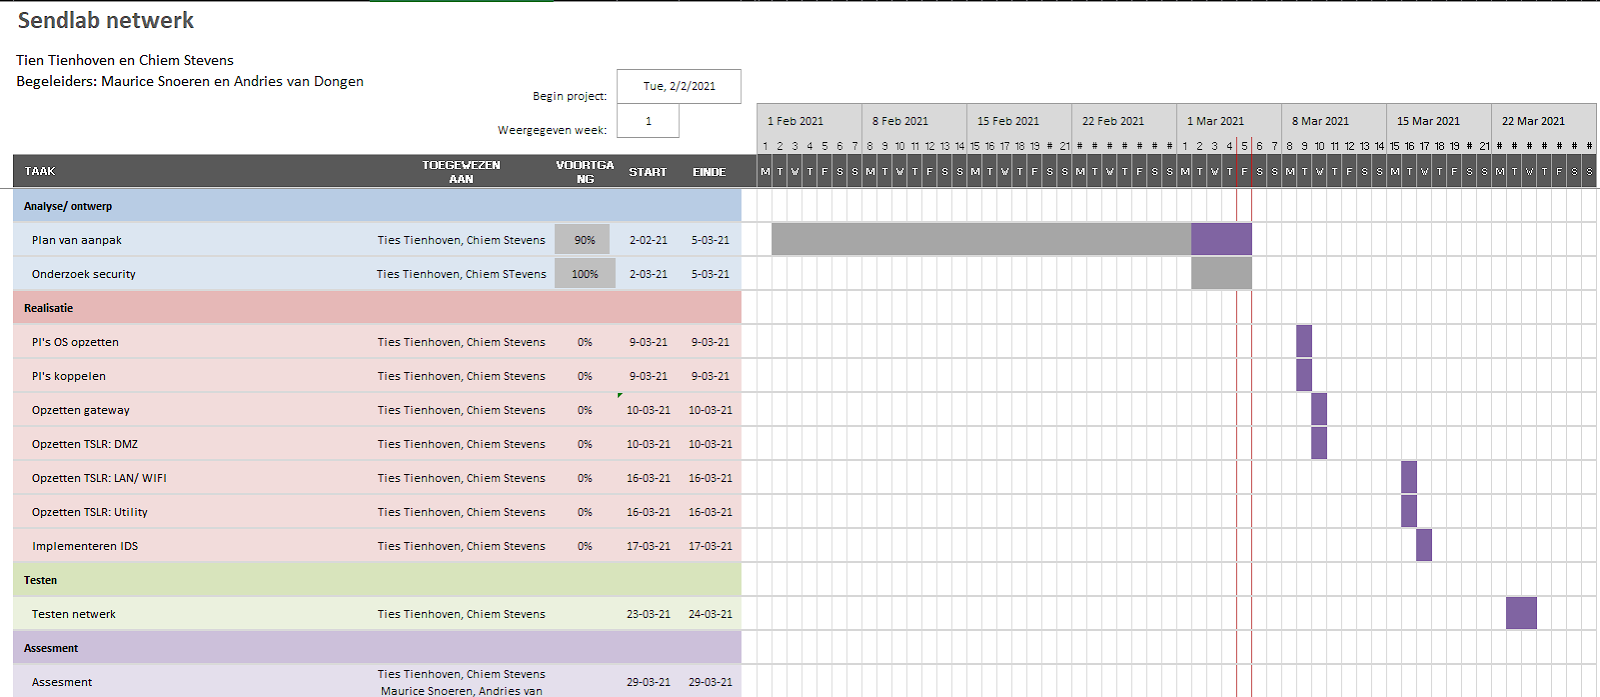 Sendlab netwerk
Tien Tienhoven en Chiem Stevens
Begeleiders: Maurice Snoeren en Andries van Dongen
Begin project: Tue, 2/2/2021
Weergegeven week: 1
1 Feb 2021 8 Feb 2021 15 Feb 2021 22 Feb 2021 1 Mar 2021 8 Mar 2021 15 Mar 2021 22 Mar 2021
1 2 3 4 5 6 7 8 9 10 11 12 13 14 15 16 17 18 19 # 21 # # # # # # # 1 2 3 4 5 6 7 8 9 10 11 12 13 14 15 16 17 18 19 # 21 # # # # # # #
TAAK TOEGEWEZEN AAN VOORTGA NG START EINDE M T W T F S S M T W T F S S M T W T F S S M T W T F S S M T W T F S S M T W T F S S M T W T F S S M T W T F S S
Analyse/ ontwerp
Plan van aanpak Ties Tienhoven, Chiem Stevens 90% 2-02-21 5-03-21
Onderzoek security Ties Tienhoven, Chiem STevens 100% 2-03-21 5-03-21
Realisatie
PI's OS opzetten Ties Tienhoven, Chiem Stevens 0% 9-03-21 9-03-21
PI's koppelen Ties Tienhoven, Chiem Stevens 0% 9-03-21 9-03-21
Opzetten gateway Ties Tienhoven, Chiem Stevens 0% 10-03-21 10-03-21
Opzetten TSLR: DMZ Ties Tienhoven, Chiem Stevens 0% 10-03-21 10-03-21
Opzetten TSLR: LAN/ WIFI Ties Tienhoven, Chiem Stevens 0% 16-03-21 16-03-21
Opzetten TSLR: Utility Ties Tienhoven, Chiem Stevens 0% 16-03-21 16-03-21
Implementeren IDS Ties Tienhoven, Chiem Stevens 0% 17-03-21 17-03-21
Testen
Testen netwerk Ties Tienhoven, Chiem Stevens 23-03-21 24-03-21
Assesment
Assesment Ties Tienhoven, Chiem Stevens 29-03-21 29-03-21
Maurice Snoeren, Andries van